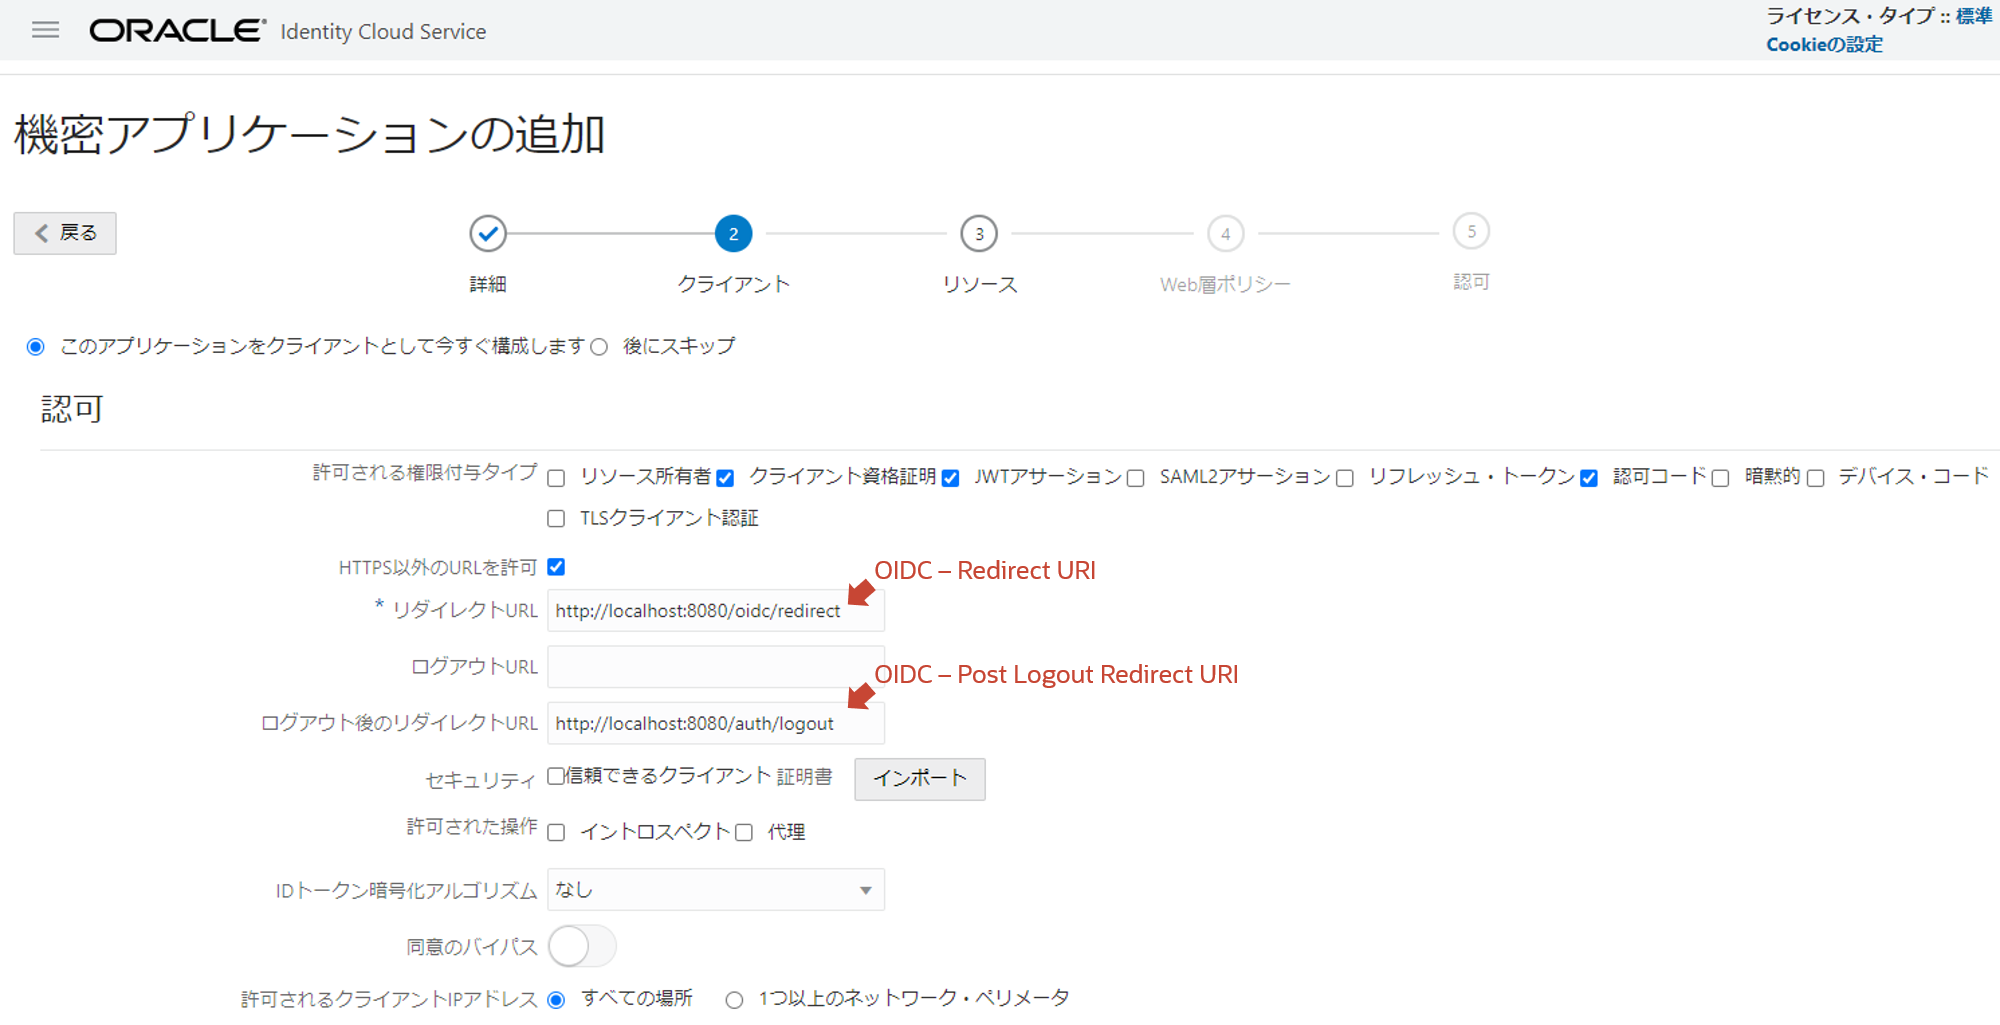 ORACLE® Identity Cloud Service
ライセンス・タイプ :: 標準
Cookieの設定
機密アプリケーションの追加
戻る
2
3
4
5
詳細
クライアント
リソース
Web層ポリシー
認可
このアプリケーションをクライアントとして今すぐ構成します 後にスキップ
認可
許可される権限付与タイプ リソース所有者 クライアント資格証明 JWTアサーション SAML2アサーション リフレッシュ・トークン 認可コード 暗黙的 デバイス・コード
TLSクライアント認証
HTTPS以外のURLを許可
OIDC – Redirect URI
* リダイレクトURL http://localhost:8080/oidc/redirect
ログアウトURL
OIDC – Post Logout Redirect URI
ログアウト後のリダイレクトURL http://localhost:8080/auth/logout
セキュリティ 信頼できるクライアント 証明書 インポート
許可された操作 イントロスペクト 代理
IDトークン暗号化アルゴリズム なし
同意のバイパス
許可されるクライアントIPアドレス すべての場所 1つ以上のネットワーク・ペリメータ